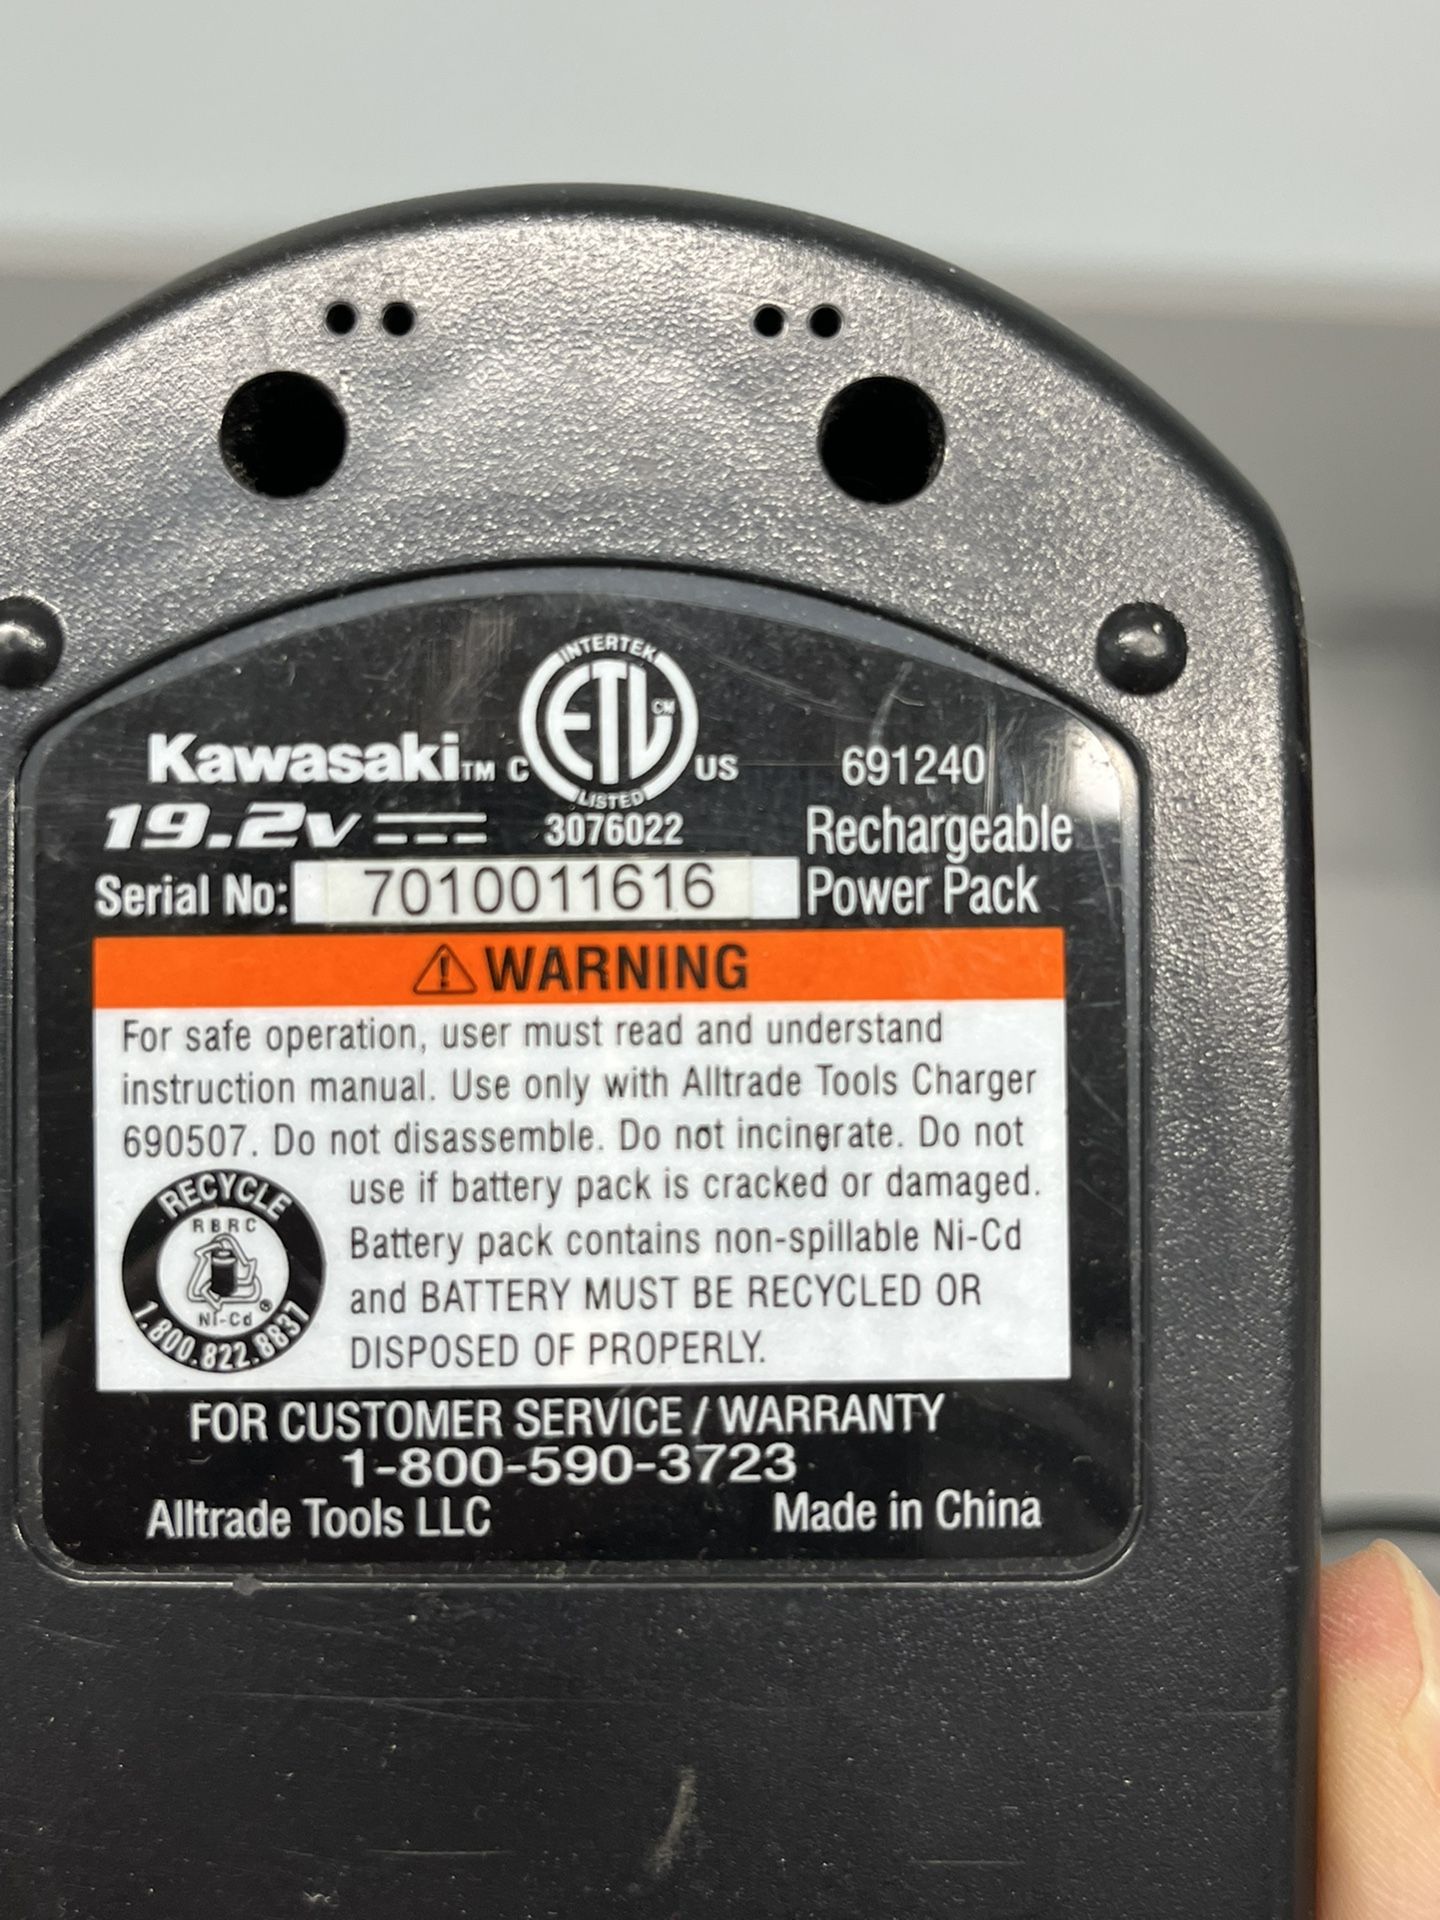 INTERTEK
ETL CM
LISTED
Kawasaki™ C US 691240
19.2v 3076022 Rechargeable
Serial No: 7010011616 Power Pack
WARNING
For safe operation, user must read and understand
instruction manual. Use only with Alltrade Tools Charger
690507. Do not disassemble. Do not incinerate. Do not
use if battery pack is cracked or damaged.
Battery pack contains non-spillable Ni-Cd
and BATTERY MUST BE RECYCLED OR
DISPOSED OF PROPERLY.
RECYCLE
RBRC
Ni-Cd®
1.800.822.8837
FOR CUSTOMER SERVICE / WARRANTY
1-800-590-3723
Alltrade Tools LLC Made in China